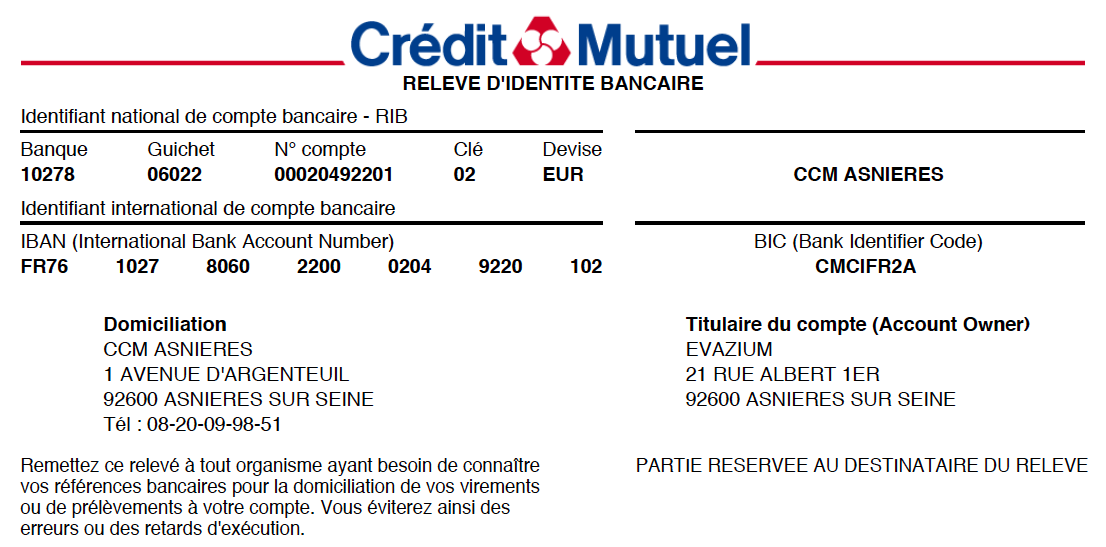 Crédit Mutuel
RELEVE D'IDENTITE BANCAIRE
Identifiant national de compte bancaire - RIB
Banque Guichet N° compte Clé Devise
10278 06022 00020492201 02 EUR
CCM ASNIERES
Identifiant international de compte bancaire
IBAN (International Bank Account Number)
FR76 1027 8060 2200 0204 9220 102
BIC (Bank Identifier Code)
CMCIFR2A
Domiciliation
CCM ASNIERES
1 AVENUE D'ARGENTEUIL
92600 ASNIERES SUR SEINE
Tél : 08-20-09-98-51
Titulaire du compte (Account Owner)
EVAZIUM
21 RUE ALBERT 1ER
92600 ASNIERES SUR SEINE
Remettez ce relevé à tout organisme ayant besoin de connaître
vos références bancaires pour la domiciliation de vos virements
ou de prélèvements à votre compte. Vous éviterez ainsi des
erreurs ou des retards d'exécution.
PARTIE RESERVEE AU DESTINATAIRE DU RELEVE